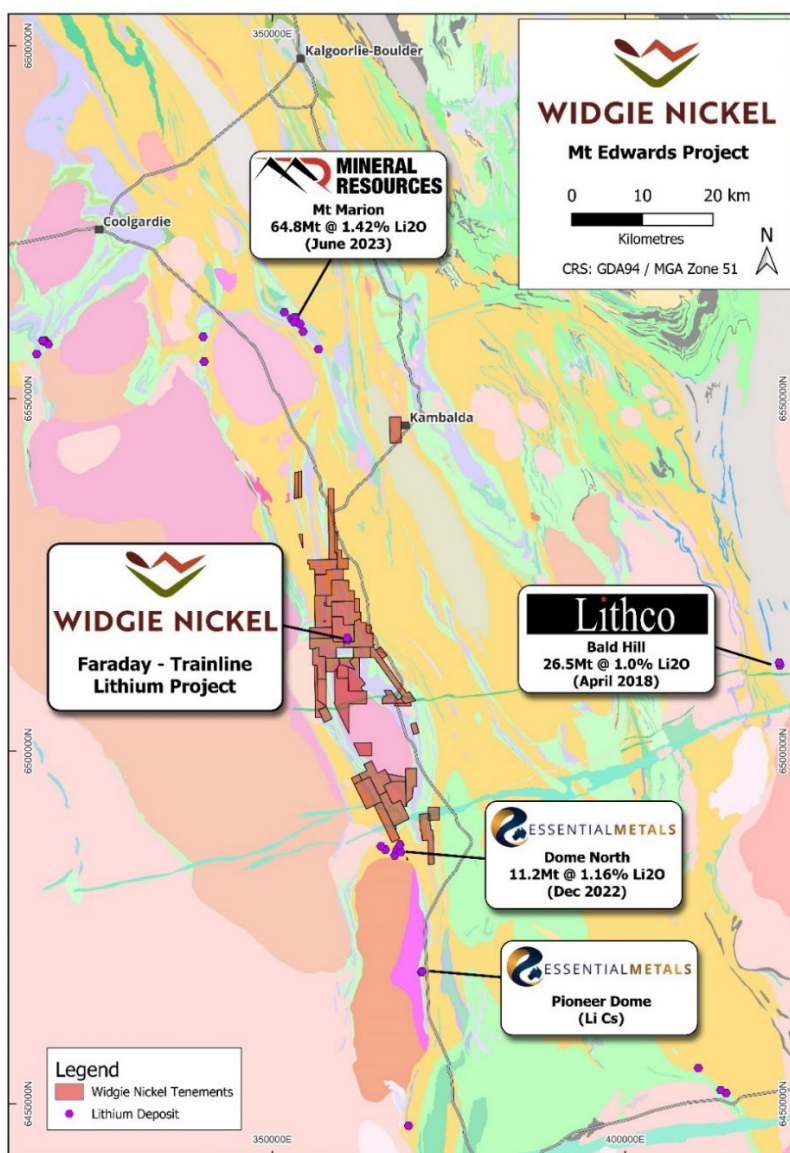 350000E
6600000N
Kalgoorlie-Boulder
WIDGIE NICKEL
Mt Edwards Project
0 10 20 km
Kilometres
CRS: GDA94 / MGA Zone 51
N
MINERAL
RESOURCES
Mt Marion
64.8Mt @ 1.42% Li2O
(June 2023)
Coolgardie
6550000N
6550000N
Kambalda
WIDGIE NICKEL
Faraday - Trainline
Lithium Project
Lithco
Bald Hill
26.5Mt @ 1.0% Li2O
(April 2018)
6500000N
6500000N
ESSENTIALMETALS
Dome North
11.2Mt @ 1.16% Li2O
(Dec 2022)
ESSENTIALMETALS
Pioneer Dome
(Li Cs)
Legend
Widgie Nickel Tenements
Lithium Deposit
6450000N
6450000N
350000E
400000E